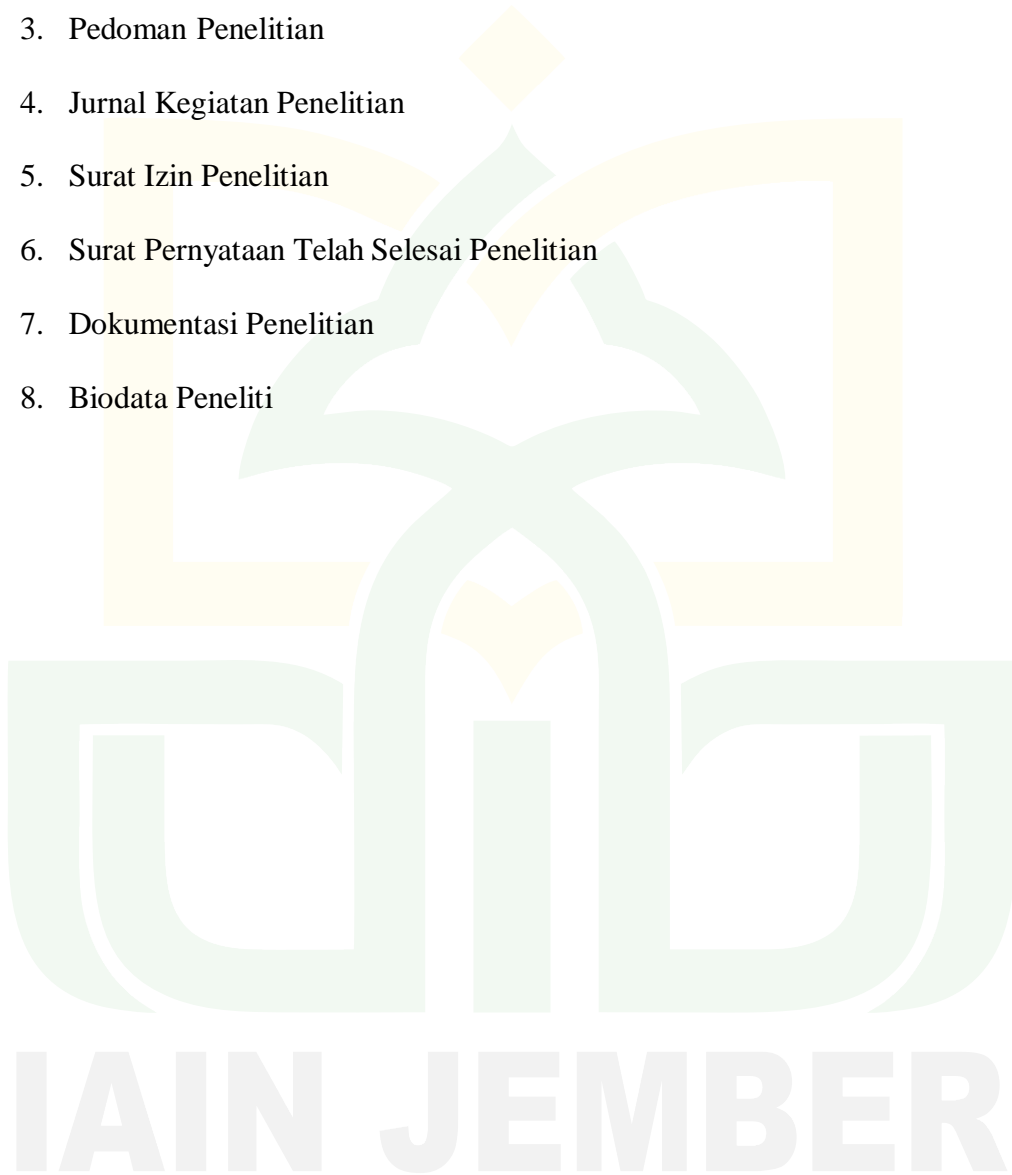 3. Pedoman Penelitian
4. Jurnal Kegiatan Penelitian
5. Surat Izin Penelitian
6. Surat Pernyataan Telah Selesai Penelitian
7. Dokumentasi Penelitian
8. Biodata Peneliti
IAIN JEMBER